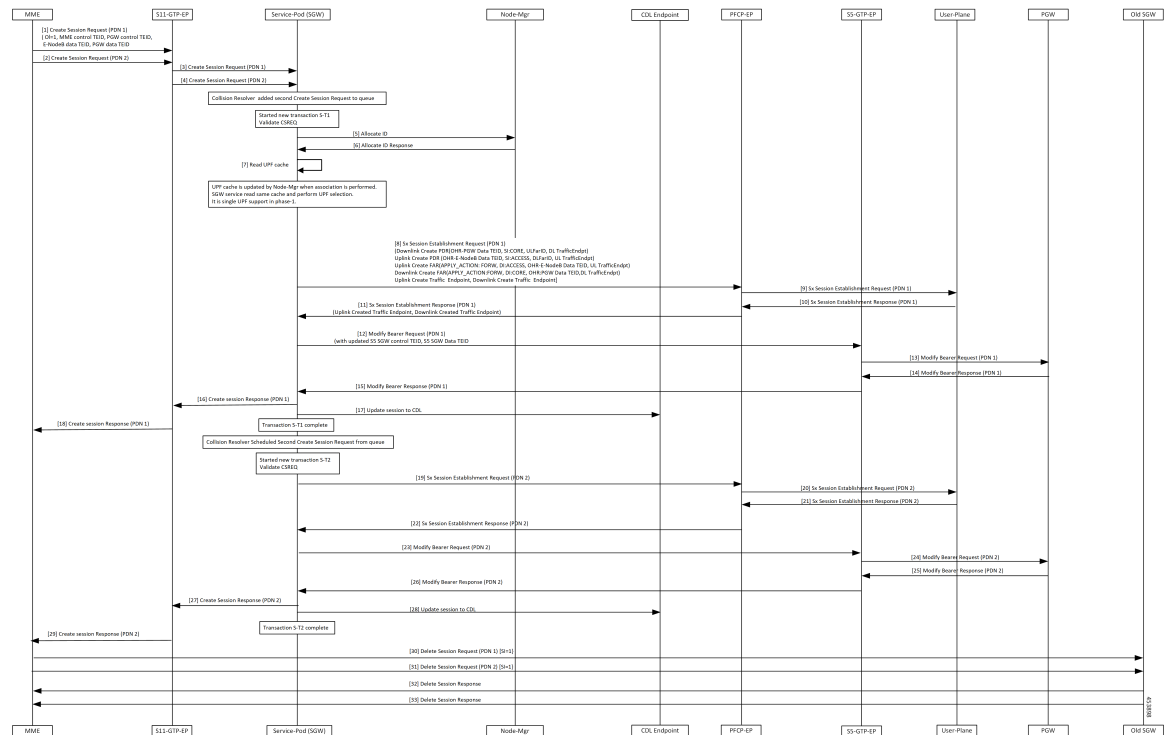 MME
S11-GTP-EP
Service-Pod (SGW)
Node-Mgr
CDL Endpoint
PFCP-EP
S5-GTP-EP
User-Plane
PGW
Old SGW
[1] Create Session Request (PDN 1)
( OI=1, MME control TEID, PGW control TEID,
E-NodeB data TEID, PGW data TEID
[2] Create Session Request (PDN 2)
[3] Create Session Request (PDN 1)
[4] Create Session Request (PDN 2)
Collision Resolver added second Create Session Request to queue
Started new transaction S-T1
Validate CSREQ
[5] Allocate ID
[6] Allocate ID Response
[7] Read UPF cache
UPF cache is updated by Node-Mgr when association is performed.
SGW service read same cache and perform UPF selection.
It is single UPF support in phase-1.
[8] Sx Session Establishment Request (PDN 1)
(Downlink Create PDR(OHR-PGW Data TEID, SI:CORE, ULFarID, DL TrafficEndpt)
Uplink Create PDR (OHR-E-NodeB Data TEID, SI:ACCESS, DLFarID, UL TrafficEndpt)
Uplink Create FAR(APPLY_ACTION: FORW, DI:ACCESS, OHR-E-NodeB Data TEID, UL TrafficEndpt)
Downlink Create FAR(APPLY_ACTION:FORW, DI:CORE, OHR:PGW Data TEID,DL TrafficEndpt)
Uplink Create Traffic Endpoint, Downlink Create Traffic Endpoint]
[9] Sx Session Establishment Request (PDN 1)
[10] Sx Session Establishment Response (PDN 1)
[11] Sx Session Establishment Response (PDN 1)
(Uplink Created Traffic Endpoint, Downlink Created Traffic Endpoint)
[12] Modify Bearer Request (PDN 1)
(with updated S5 SGW control TEID, S5 SGW Data TEID
[13] Modify Bearer Request (PDN 1)
[14] Modify Bearer Response (PDN 1)
[15] Modify Bearer Response (PDN 1)
[16] Create session Response (PDN 1)
[17] Update session to CDL
Transaction S-T1 complete
[18] Create session Response (PDN 1)
Collision Resolver Scheduled Second Create Session Request from queue
Started new transaction S-T2
Validate CSREQ
[19] Sx Session Establishment Request (PDN 2)
[20] Sx Session Establishment Request (PDN 2)
[21] Sx Session Establishment Response (PDN 2)
[22] Sx Session Establishment Response (PDN 2)
[23] Modify Bearer Request (PDN 2)
[24] Modify Bearer Request (PDN 2)
[25] Modify Bearer Response (PDN 2)
[26] Modify Bearer Response (PDN 2)
[27] Create Session Response (PDN 2)
[28] Update session to CDL
Transaction S-T2 complete
[29] Create session Response (PDN 2)
[30] Delete Session Request (PDN 1) [SI=1]
[31] Delete Session Request (PDN 2) [SI=1]
[32] Delete Session Response
[33] Delete Session Response
453898
MME
S11-GTP-EP
Service-Pod (SGW)
Node-Mgr
CDL Endpoint
PFCP-EP
S5-GTP-EP
User-Plane
PGW
Old SGW